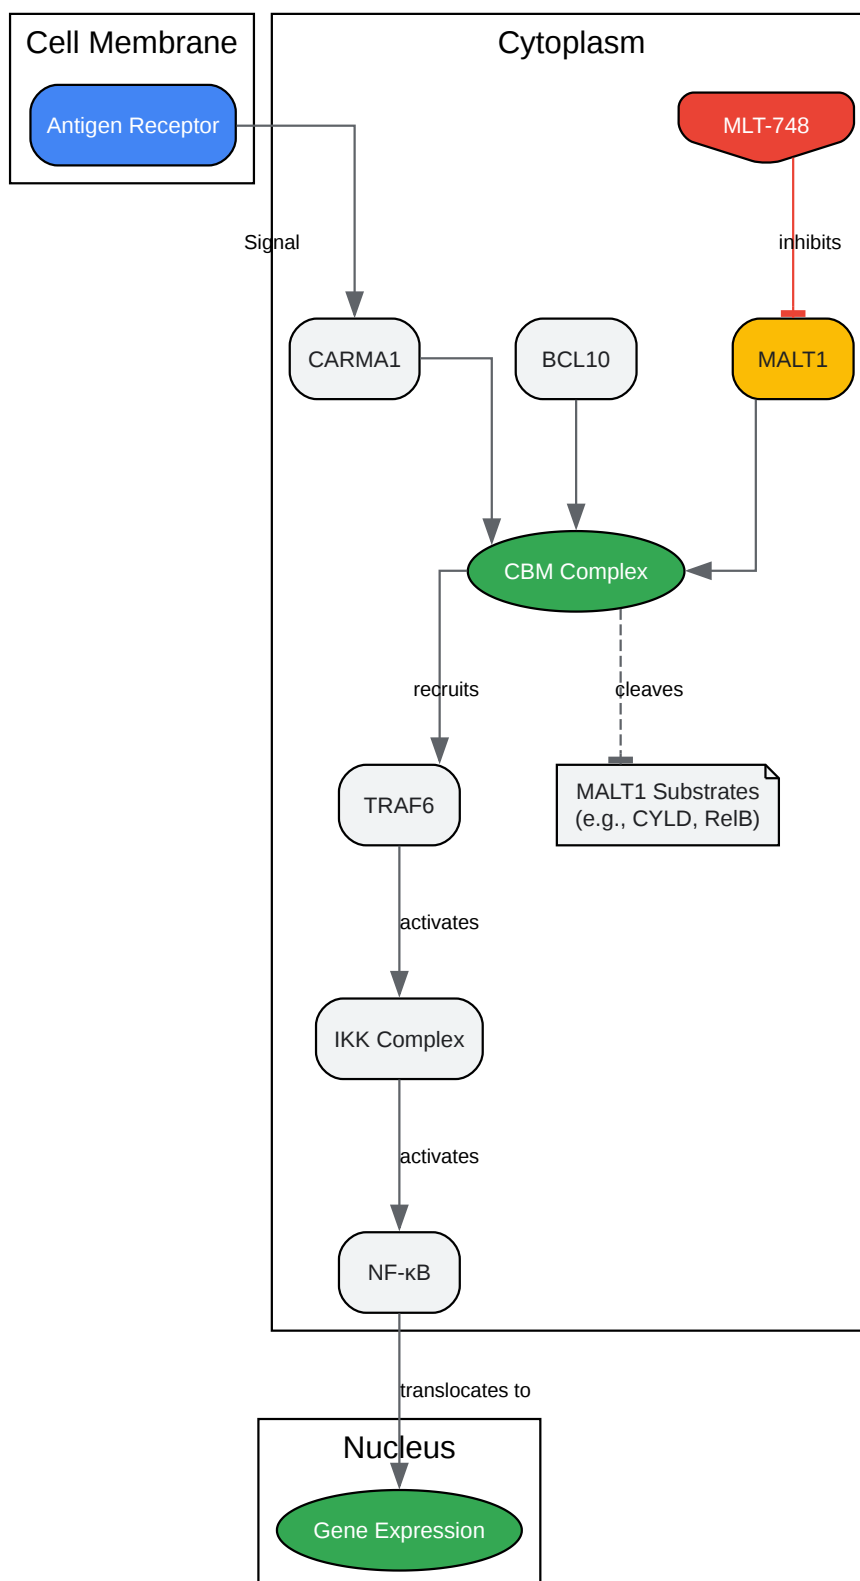 Cell Membrane
Cytoplasm
Antigen Receptor
MLT-748
Signal
inhibits
CARMA1
BCL10
MALT1
CBM Complex
recruits
cleaves
TRAF6
MALT1 Substrates
(e.g., CYLD, RelB)
activates
IKK Complex
activates
NF-κB
translocates to
Nucleus
Gene Expression